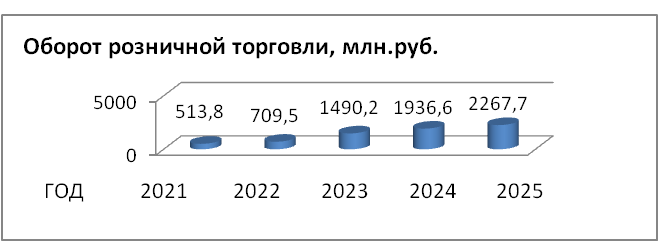 Оборот розничной торговли, млн.руб.
5000 513,8 709,5 1490,2 1936,6 2267,7
0
ГОД 2021 2022 2023 2024 2025